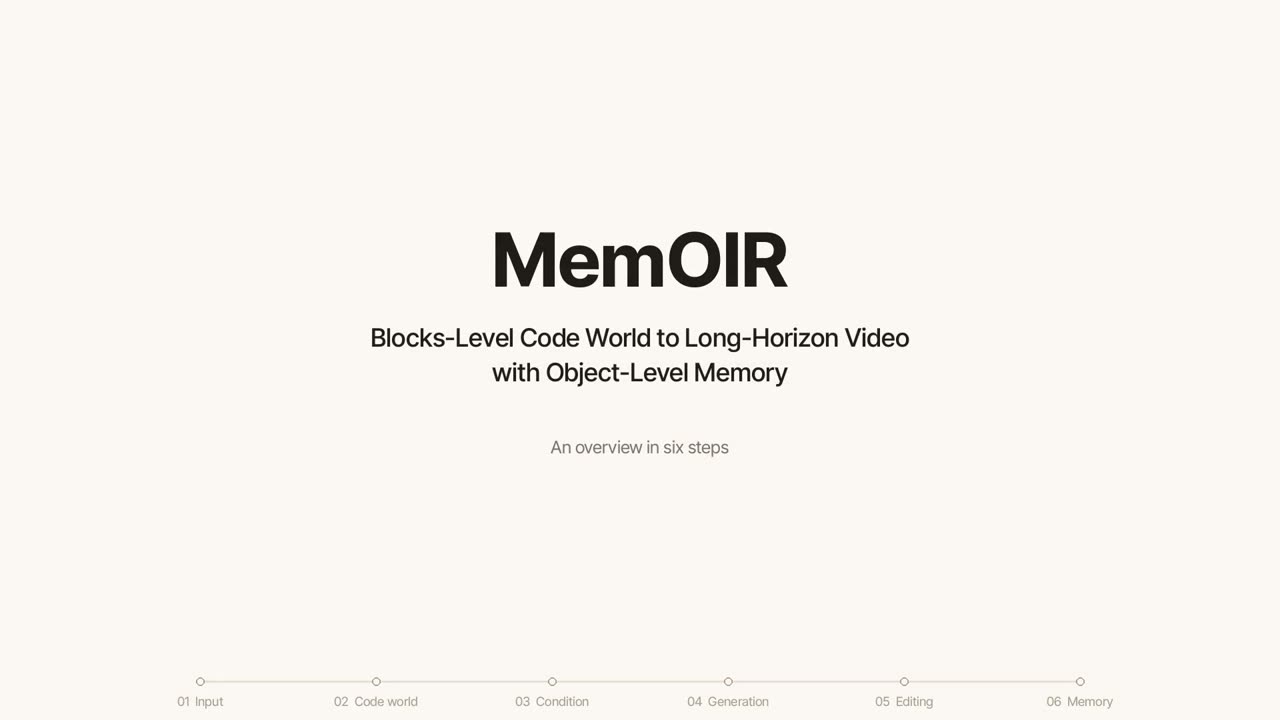 MemOIR
Blocks-Level Code World to Long-Horizon Video
with Object-Level Memory
An overview in six steps
01 Input
02 Code world
03 Condition
04 Generation
05 Editing
06 Memory